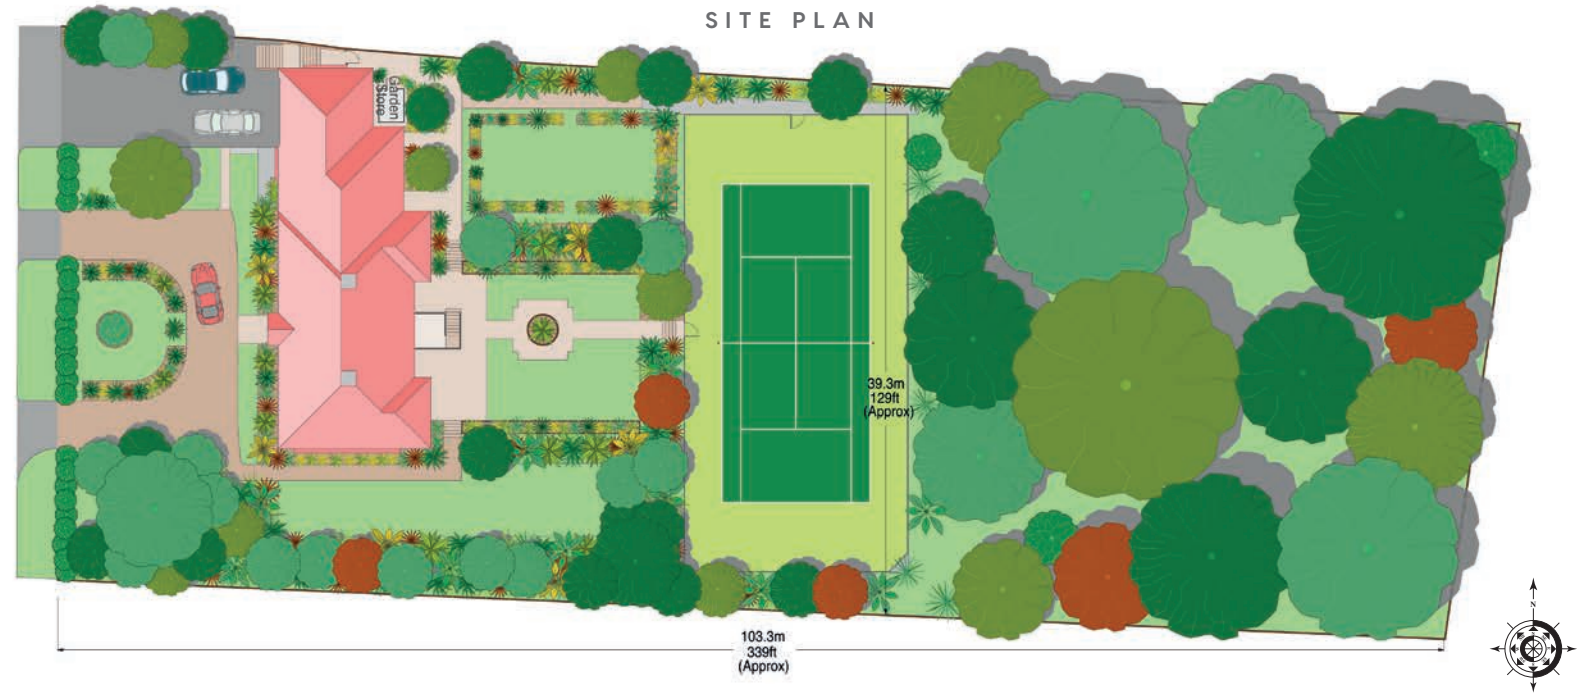 SITE PLAN
Garden
Store
39.3m
129ft
(Approx)
103.3m
339ft
(Approx)
N